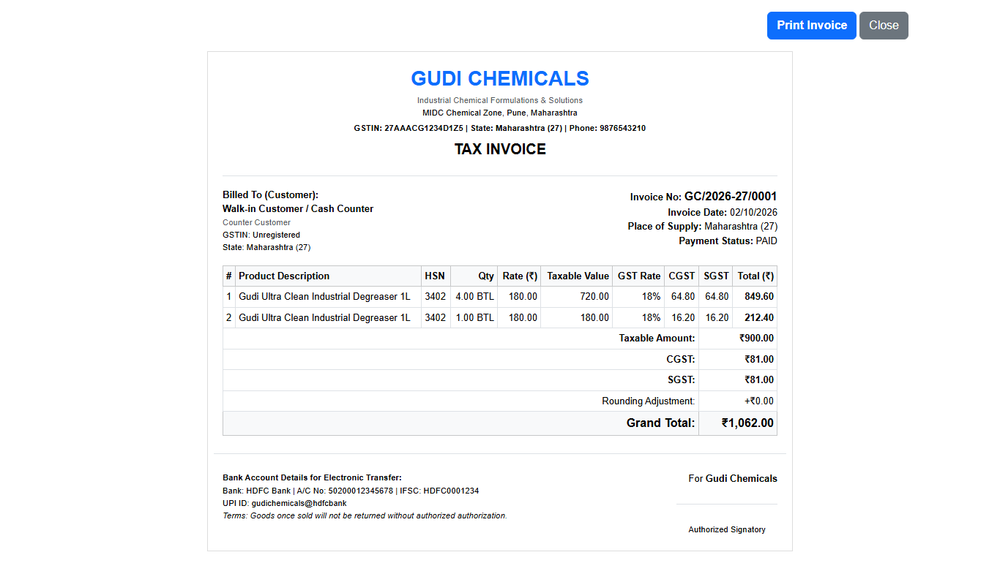 Print Invoice Close
GUDI CHEMICALS
Industrial Chemical Formulations & Solutions
MIDC Chemical Zone, Pune, Maharashtra
GSTIN: 27AAACG1234D1Z5 | State: Maharashtra (27) | Phone: 9876543210
TAX INVOICE
Billed To (Customer):
Walk-in Customer / Cash Counter
Counter Customer
GSTIN: Unregistered
State: Maharashtra (27)
Invoice No: GC/2026-27/0001
Invoice Date: 02/10/2026
Place of Supply: Maharashtra (27)
Payment Status: PAID
# Product Description HSN Qty Rate (₹) Taxable Value GST Rate CGST SGST Total (₹)
1 Gudi Ultra Clean Industrial Degreaser 1L 3402 4.00 BTL 180.00 720.00 18% 64.80 64.80 849.60
2 Gudi Ultra Clean Industrial Degreaser 1L 3402 1.00 BTL 180.00 180.00 18% 16.20 16.20 212.40
Taxable Amount: ₹900.00
CGST: ₹81.00
SGST: ₹81.00
Rounding Adjustment: +₹0.00
Grand Total: ₹1,062.00
Bank Account Details for Electronic Transfer:
Bank: HDFC Bank | A/C No: 50200012345678 | IFSC: HDFC0001234
UPI ID: gudichemicals@hdfcbank
Terms: Goods once sold will not be returned without authorized authorization.
For Gudi Chemicals
Authorized Signatory